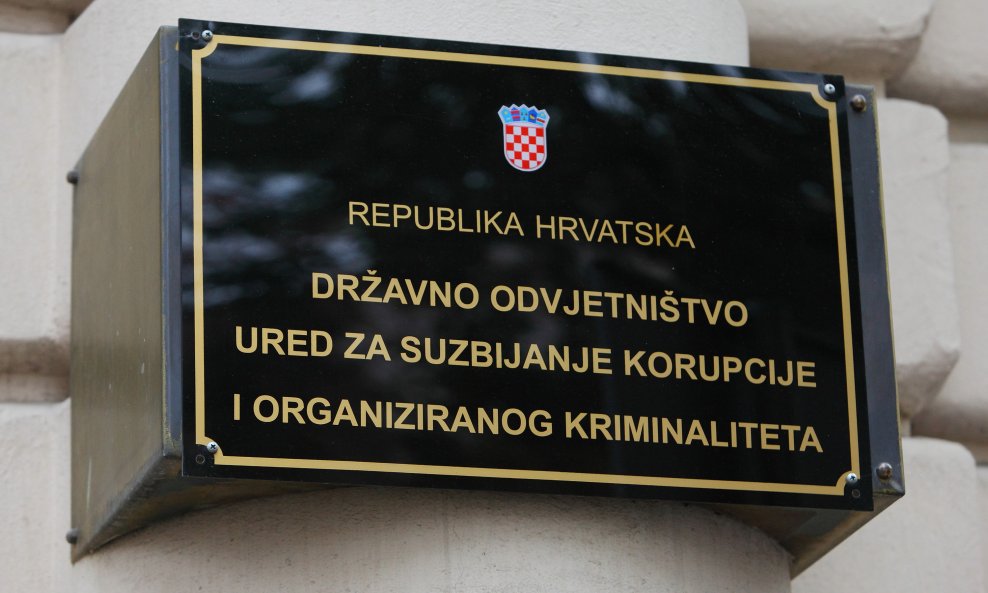 REPUBLIKA HRVATSKA
DRŽAVNO ODVJETNIŠTVO
URED ZA SUZBIJANJE KORUPCIJE
I ORGANIZIRANOG KRIMINALITETA